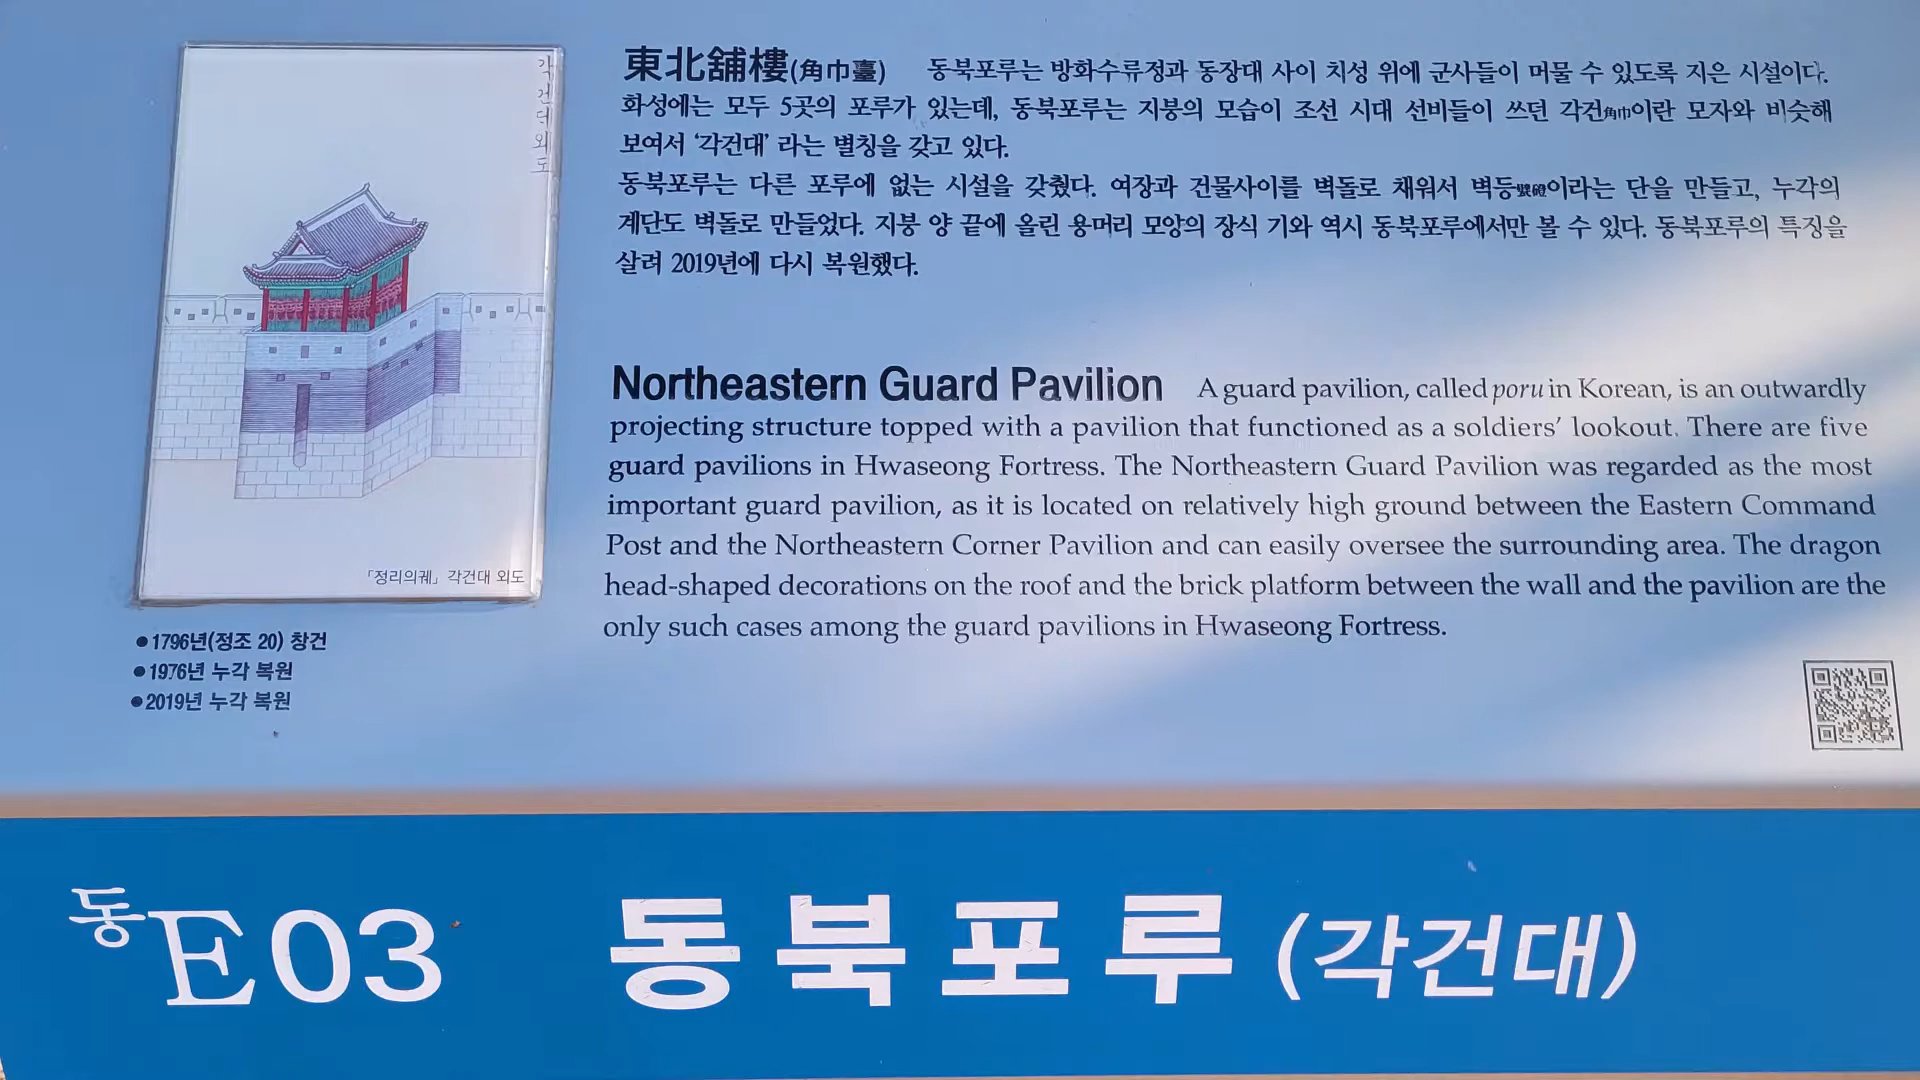 각건대외도
「정리의궤」 각건대 외도
●1796년(정조 20) 창건
●1976년 누각 복원
●2019년 누각 복원
東北舖樓(角巾臺) 동북포루는 방화수류정과 동장대 사이 치성 위에 군사들이 머물 수 있도록 지은 시설이다.
화성에는 모두 5곳의 포루가 있는데, 동북포루는 지붕의 모습이 조선 시대 선비들이 쓰던 각건角巾이란 모자와 비슷해
보여서 ‘각건대’ 라는 별칭을 갖고 있다.
동북포루는 다른 포루에 없는 시설을 갖췄다. 여장과 건물사이를 벽돌로 채워서 벽등甓磴이라는 단을 만들고, 누각의
계단도 벽돌로 만들었다. 지붕 양 끝에 올린 용머리 모양의 장식 기와 역시 동북포루에서만 볼 수 있다. 동북포루의 특징을
살려 2019년에 다시 복원했다.
Northeastern Guard Pavilion A guard pavilion, called poru in Korean, is an outwardly
projecting structure topped with a pavilion that functioned as a soldiers’ lookout. There are five
guard pavilions in Hwaseong Fortress. The Northeastern Guard Pavilion was regarded as the most
important guard pavilion, as it is located on relatively high ground between the Eastern Command
Post and the Northeastern Corner Pavilion and can easily oversee the surrounding area. The dragon
head-shaped decorations on the roof and the brick platform between the wall and the pavilion are the
only such cases among the guard pavilions in Hwaseong Fortress.
동E03 동북포루(각건대)